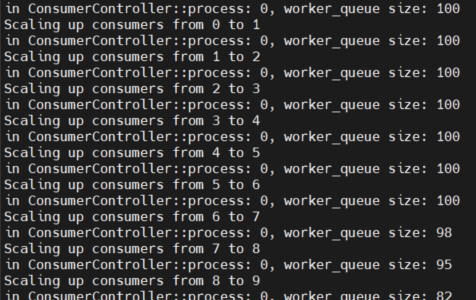 in ConsumerController::process: 0, worker_queue size: 100
Scaling up consumers from 0 to 1
in ConsumerController::process: 0, worker_queue size: 100
Scaling up consumers from 1 to 2
in ConsumerController::process: 0, worker_queue size: 100
Scaling up consumers from 2 to 3
in ConsumerController::process: 0, worker_queue size: 100
Scaling up consumers from 3 to 4
in ConsumerController::process: 0, worker_queue size: 100
Scaling up consumers from 4 to 5
in ConsumerController::process: 0, worker_queue size: 100
Scaling up consumers from 5 to 6
in ConsumerController::process: 0, worker_queue size: 100
Scaling up consumers from 6 to 7
in ConsumerController::process: 0, worker_queue size: 98
Scaling up consumers from 7 to 8
in ConsumerController::process: 0, worker_queue size: 95
Scaling up consumers from 8 to 9
in ConsumerController::process: 0, worker_queue size: 82